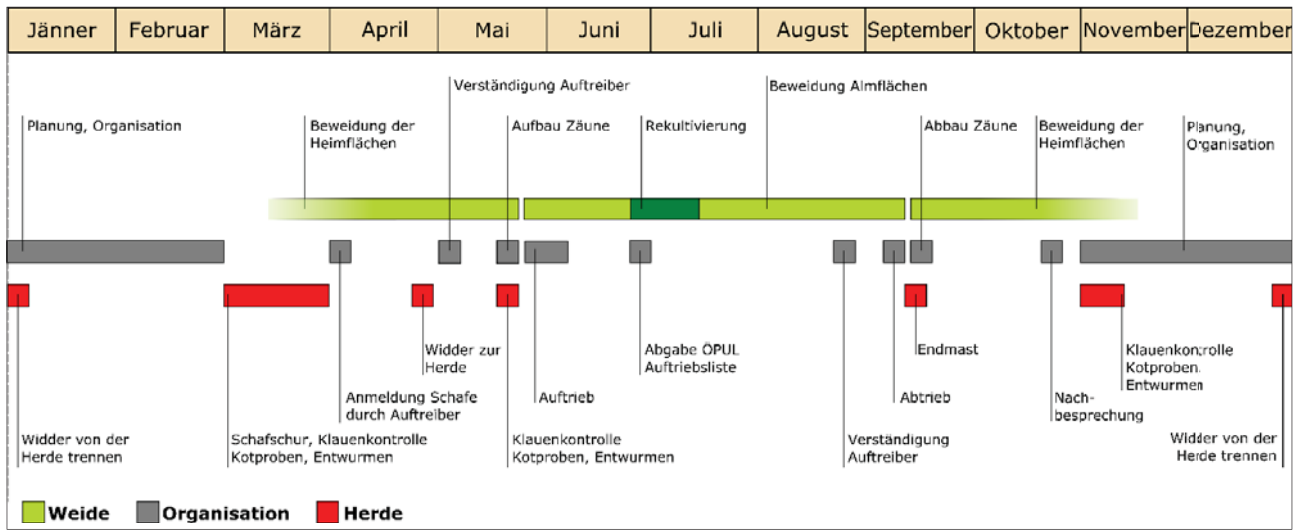 Jänner Februar März April Mai Juni Juli August September Oktober November Dezember
Verständigung Auftreiber
Beweidung Almflächen
Planung, Organisation
Beweidung der
Heimflächen
Aufbau Zäune
Rekultivierung
Abbau Zäune
Beweidung der
Heimflächen
Planung,
Organisation
Widder zur
Herde
Abgabe ÖPUL
Auftriebsliste
Endmast
Klauenkontrolle
Kotproben,
Entwurmen
Anmeldung Schafe
durch Auftreiber
Auftrieb
Abtrieb
Nach-
besprechung
Widder von der
Herde trennen
Schafschur, Klauenkontrolle
Kotproben, Entwurmen
Klauenkontrolle
Kotproben, Entwurmen
Verständigung
Auftreiber
Widder von der
Herde trennen
Weide Organisation Herde